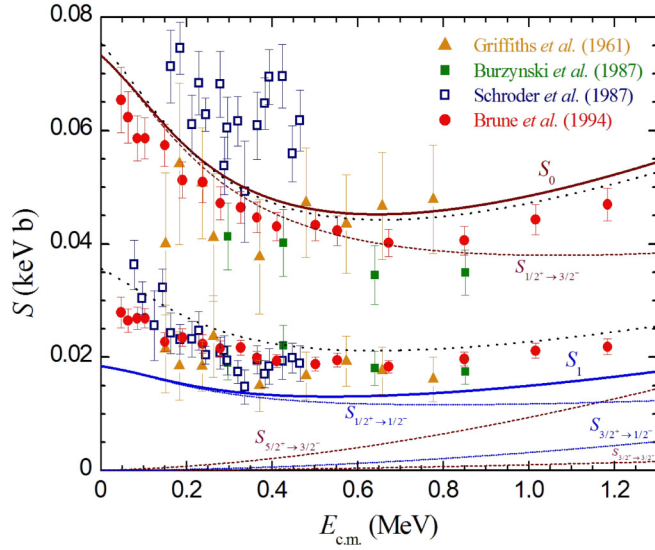 0.08
0.06
0.04
0.02
0
S (keV b)
Griffiths et al. (1961)
Burzynski et al. (1987)
Schroder et al. (1987)
Brune et al. (1994)
S₀
S₁/₂⁺→₃/₂⁻
S₁
S₁/₂⁺→₁/₂⁻
S₅/₂⁺→₃/₂⁻
S₃/₂⁺→₁/₂⁻
S₃/₂⁺→₃/₂⁻
0.0 0.2 0.4 0.6 0.8 1.0 1.2
E_c.m. (MeV)